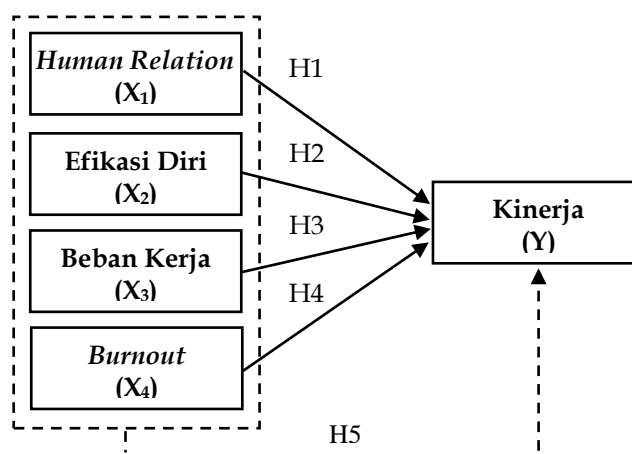 Human Relation
(X₁)
H1
Efikasi Diri
(X₂)
H2
Beban Kerja
(X₃)
H3
Burnout
(X₄)
H4
Kinerja
(Y)
H5